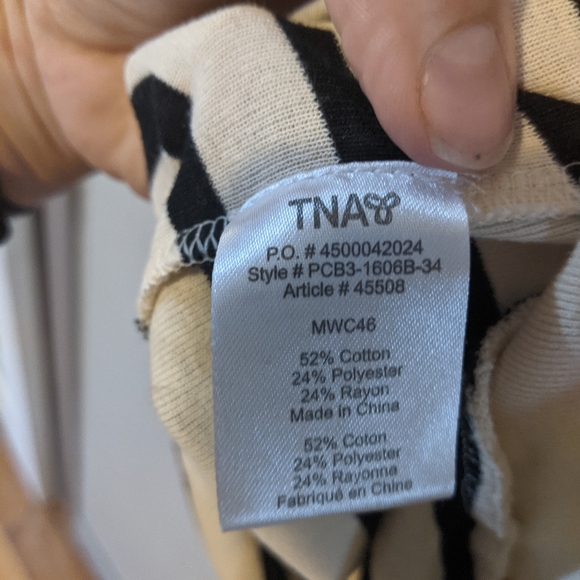 TNA
P.O. # 4500042024
Style # PCB3-1606B-34
Article # 45508
MWC46
52% Cotton
24% Polyester
24% Rayon
Made in China
52% Coton
24% Polyester
24% Rayonne
Fabriqué en Chine